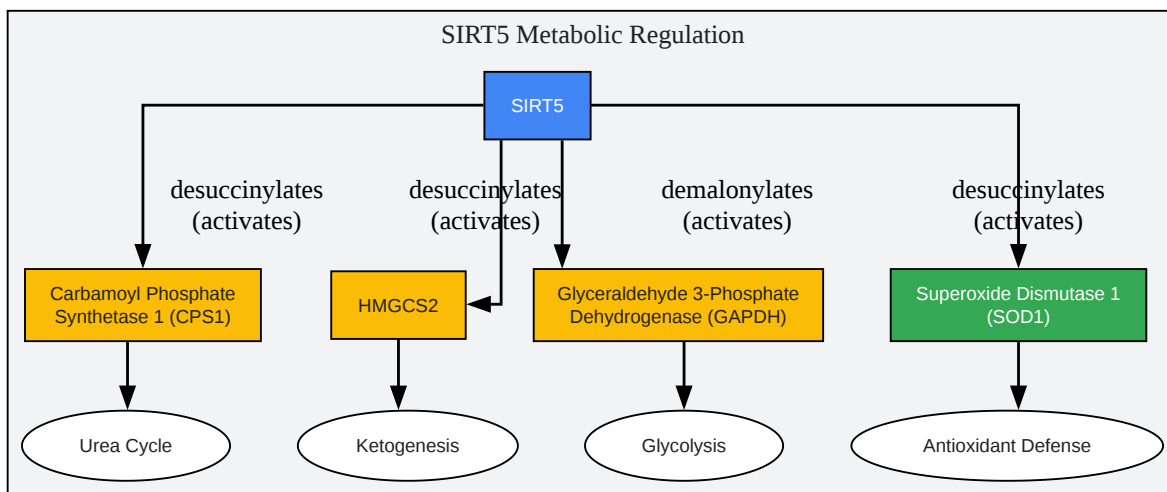 SIRT5 Metabolic Regulation
SIRT5
desuccinylates
(activates)
desuccinylates
(activates)
demalonylates
(activates)
desuccinylates
(activates)
Carbamoyl Phosphate
Synthetase 1 (CPS1)
HMGCS2
Glyceraldehyde 3-Phosphate
Dehydrogenase (GAPDH)
Superoxide Dismutase 1
(SOD1)
Urea Cycle
Ketogenesis
Glycolysis
Antioxidant Defense